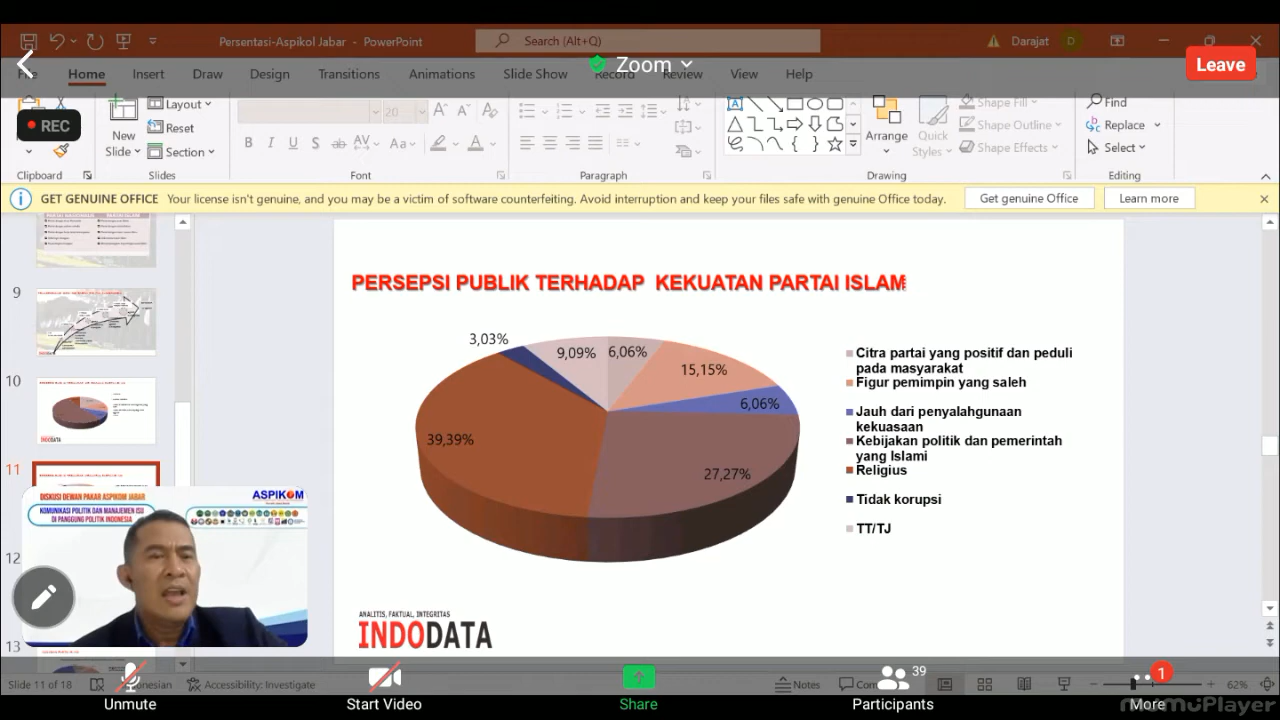 Persentasi-Aspikol Jabar - PowerPoint
Search (Alt+Q)
Darajat
D
File
Home
Insert
Draw
Design
Transitions
Animations
Slide Show
Record
Review
View
Help
Zoom
Leave
REC
New
Slide
Layout
Reset
Section
20
B I U S ab AV Aa A
Arrange
Quick
Styles
Shape Fill
Shape Outline
Shape Effects
Find
Replace
Select
Clipboard
Slides
Font
Paragraph
Drawing
Editing
GET GENUINE OFFICE Your license isn't genuine, and you may be a victim of software counterfeiting. Avoid interruption and keep your files safe with genuine Office today.
Get genuine Office
Learn more
9
10
11
12
13
PERSEPSI PUBLIK TERHADAP KEKUATAN PARTAI ISLAM
3,03%
9,09%
6,06%
15,15%
6,06%
39,39%
27,27%
Citra partai yang positif dan peduli
pada masyarakat
Figur pemimpin yang saleh
Jauh dari penyalahgunaan
kekuasaan
Kebijakan politik dan pemerintah
yang Islami
Religius
Tidak korupsi
TT/TJ
ANALITIS, FAKTUAL, INTEGRITAS
INDODATA
DISKUSI DEWAN PAKAR ASPIKOM JABAR
KOMUNIKASI POLITIK DAN MANAJEMEN ISU
DI PANGGUNG POLITIK INDONESIA
ASPIKOM
Slide 11 of 18
Accessibility: Investigate
Notes
62%
Unmute
Start Video
Share
Participants
39
More
1